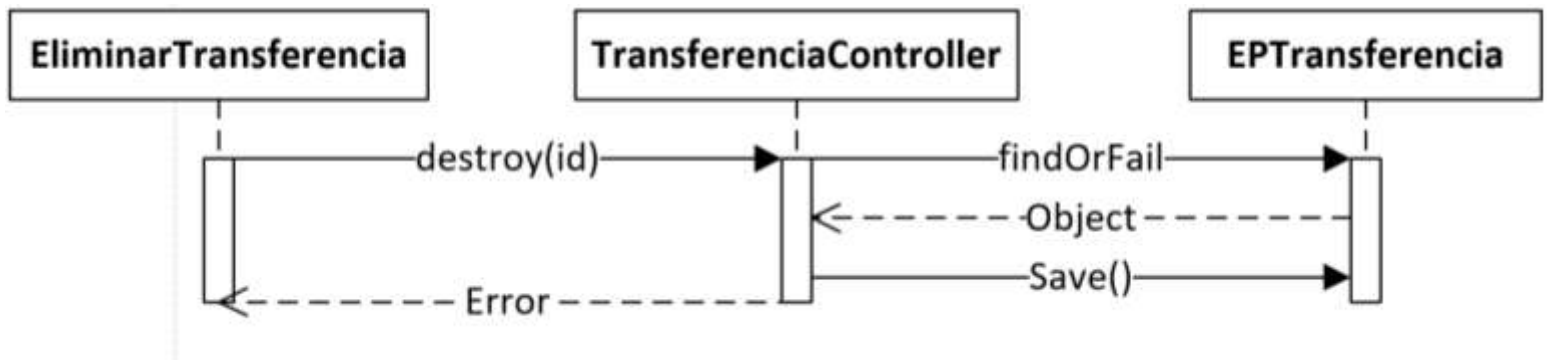 EliminarTransferencia
TransferenciaController
EPTransferencia
destroy(id)
findOrFail
Object
Save()
Error